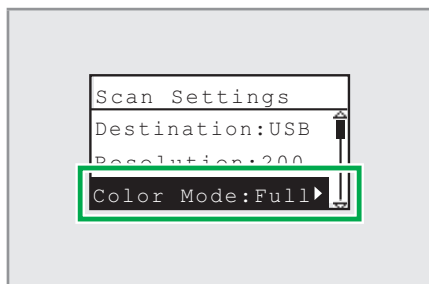 Scan Settings
Destination:USB
Resolution:200
Color Mode:Full